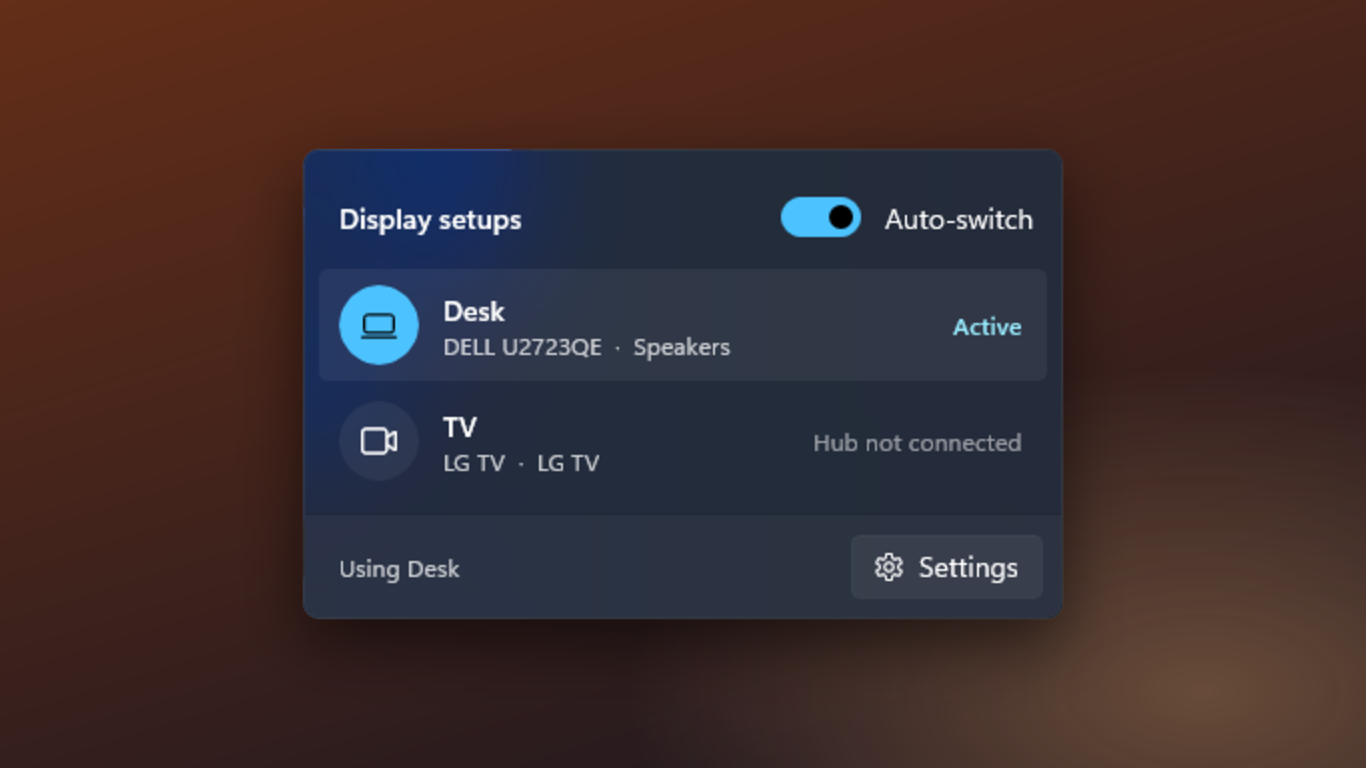 Display setups
Auto-switch
Desk
DELL U2723QE · Speakers
Active
TV
LG TV · LG TV
Hub not connected
Using Desk
Settings